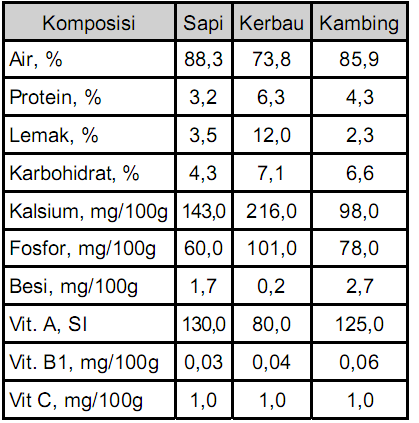 Komposisi Sapi Kerbau Kambing
Air, % 88,3 73,8 85,9
Protein, % 3,2 6,3 4,3
Lemak, % 3,5 12,0 2,3
Karbohidrat, % 4,3 7,1 6,6
Kalsium, mg/100g 143,0 216,0 98,0
Fosfor, mg/100g 60,0 101,0 78,0
Besi, mg/100g 1,7 0,2 2,7
Vit. A, SI 130,0 80,0 125,0
Vit. B1, mg/100g 0,03 0,04 0,06
Vit C, mg/100g 1,0 1,0 1,0